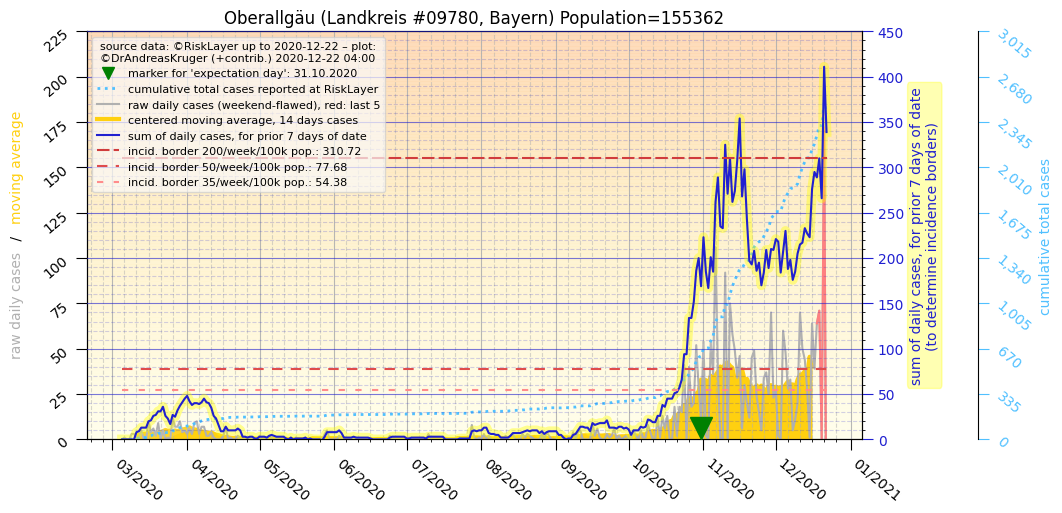 Oberallgäu (Landkreis #09780, Bayern) Population=155362
source data: ©RiskLayer up to 2020-12-22 – plot:
©DrAndreasKruger (+contrib.) 2020-12-22 04:00
marker for 'expectation day': 31.10.2020
cumulative total cases reported at RiskLayer
raw daily cases (weekend-flawed), red: last 5
centered moving average, 14 days cases
sum of daily cases, for prior 7 days of date
incid. border 200/week/100k pop.: 310.72
incid. border 50/week/100k pop.: 77.68
incid. border 35/week/100k pop.: 54.38
raw daily cases / moving average
225
200
175
150
125
100
75
50
25
0
450
400
350
300
250
200
150
100
50
0
sum of daily cases, for prior 7 days of date
(to determine incidence borders)
3,015
2,680
2,345
2,010
1,675
1,340
1,005
670
335
0
cumulative total cases
03/2020
04/2020
05/2020
06/2020
07/2020
08/2020
09/2020
10/2020
11/2020
12/2020
01/2021